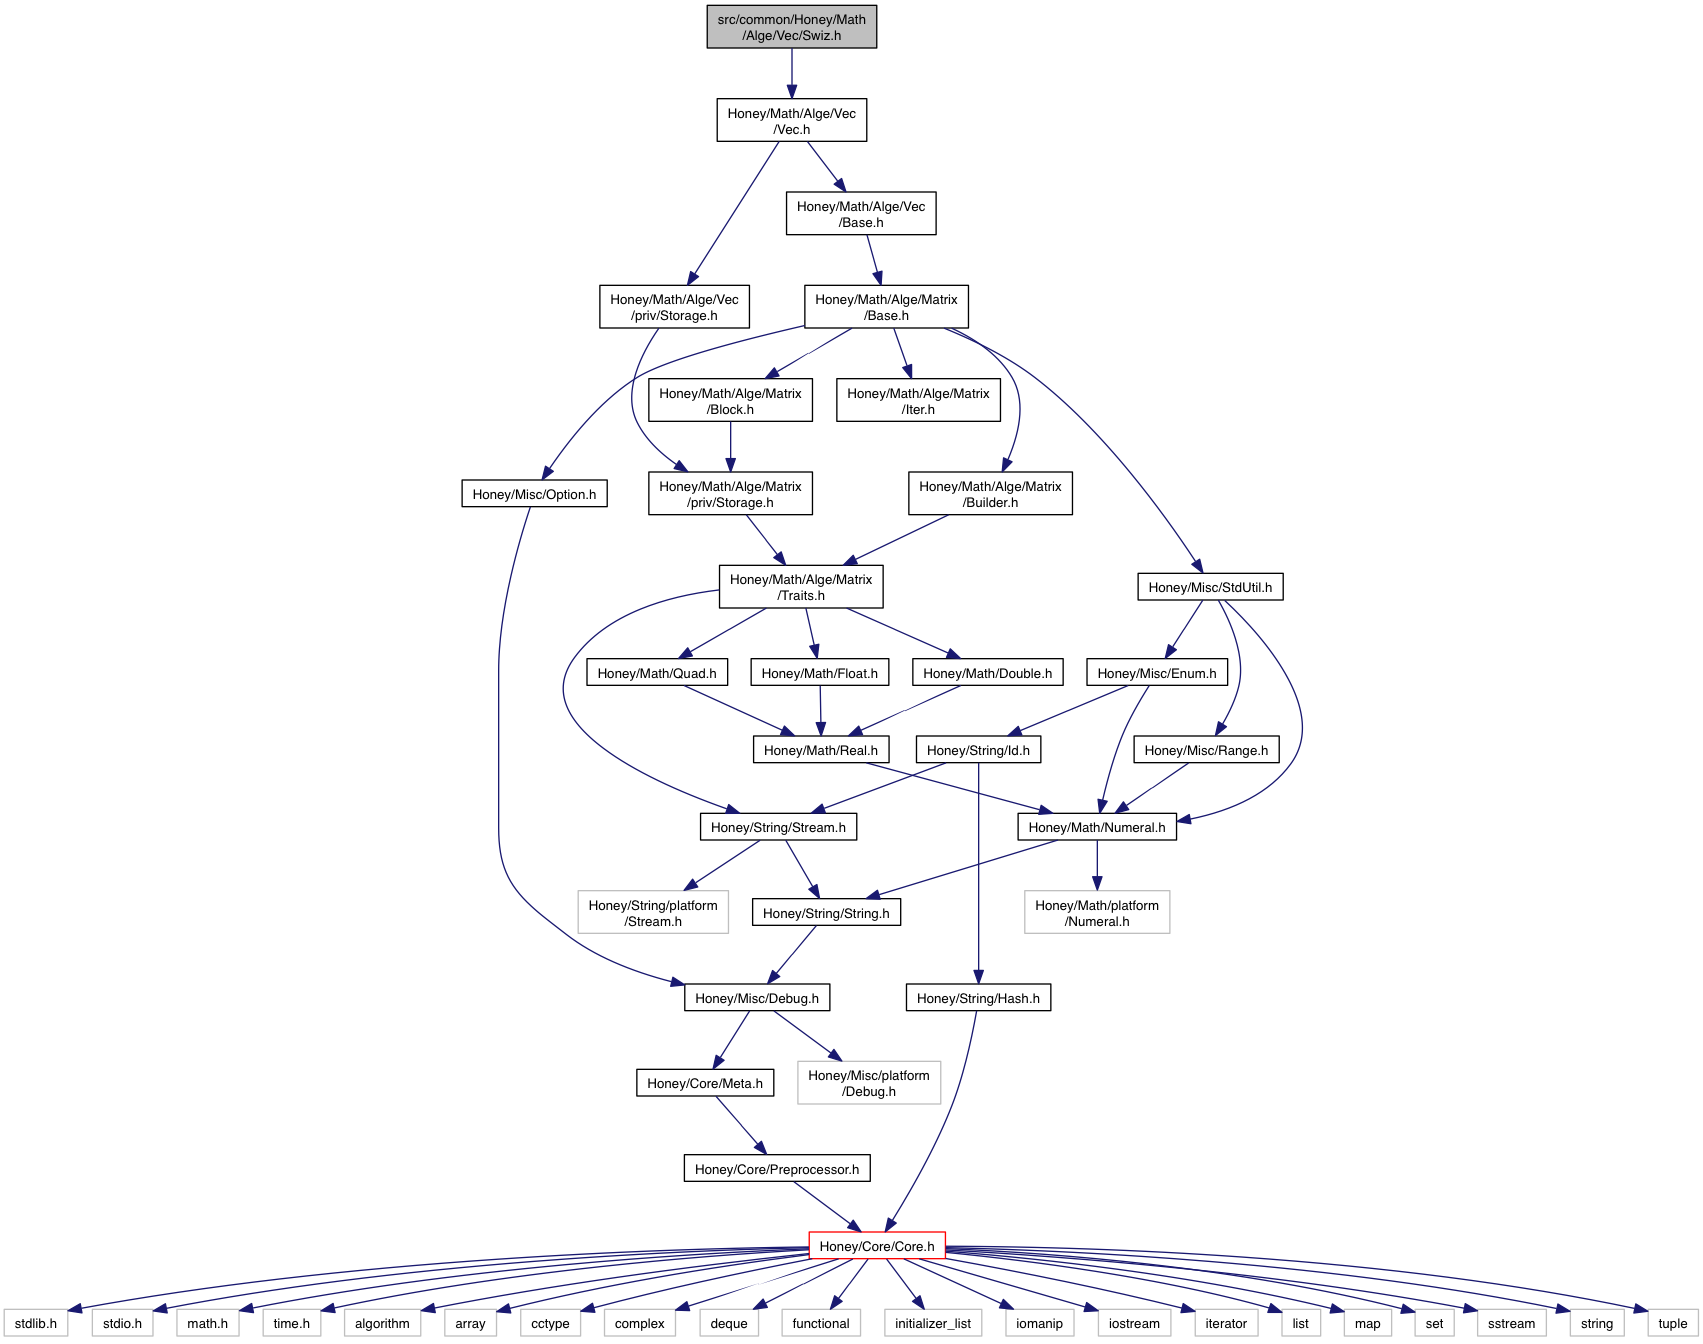 src/common/Honey/Math
/Alge/Vec/Swiz.h
Honey/Math/Alge/Vec
/Vec.h
Honey/Math/Alge/Vec
/Base.h
Honey/Math/Alge/Vec
/priv/Storage.h
Honey/Math/Alge/Matrix
/Base.h
Honey/Math/Alge/Matrix
/Block.h
Honey/Math/Alge/Matrix
/Iter.h
Honey/Misc/Option.h
Honey/Math/Alge/Matrix
/priv/Storage.h
Honey/Math/Alge/Matrix
/Builder.h
Honey/Math/Alge/Matrix
/Traits.h
Honey/Misc/StdUtil.h
Honey/Math/Quad.h
Honey/Math/Float.h
Honey/Math/Double.h
Honey/Misc/Enum.h
Honey/Math/Real.h
Honey/String/Id.h
Honey/Misc/Range.h
Honey/String/Stream.h
Honey/Math/Numeral.h
Honey/String/platform
/Stream.h
Honey/String/String.h
Honey/Math/platform
/Numeral.h
Honey/Misc/Debug.h
Honey/String/Hash.h
Honey/Core/Meta.h
Honey/Misc/platform
/Debug.h
Honey/Core/Preprocessor.h
Honey/Core/Core.h
stdlib.h
stdio.h
math.h
time.h
algorithm
array
cctype
complex
deque
functional
initializer_list
iomanip
iostream
iterator
list
map
set
sstream
string
tuple